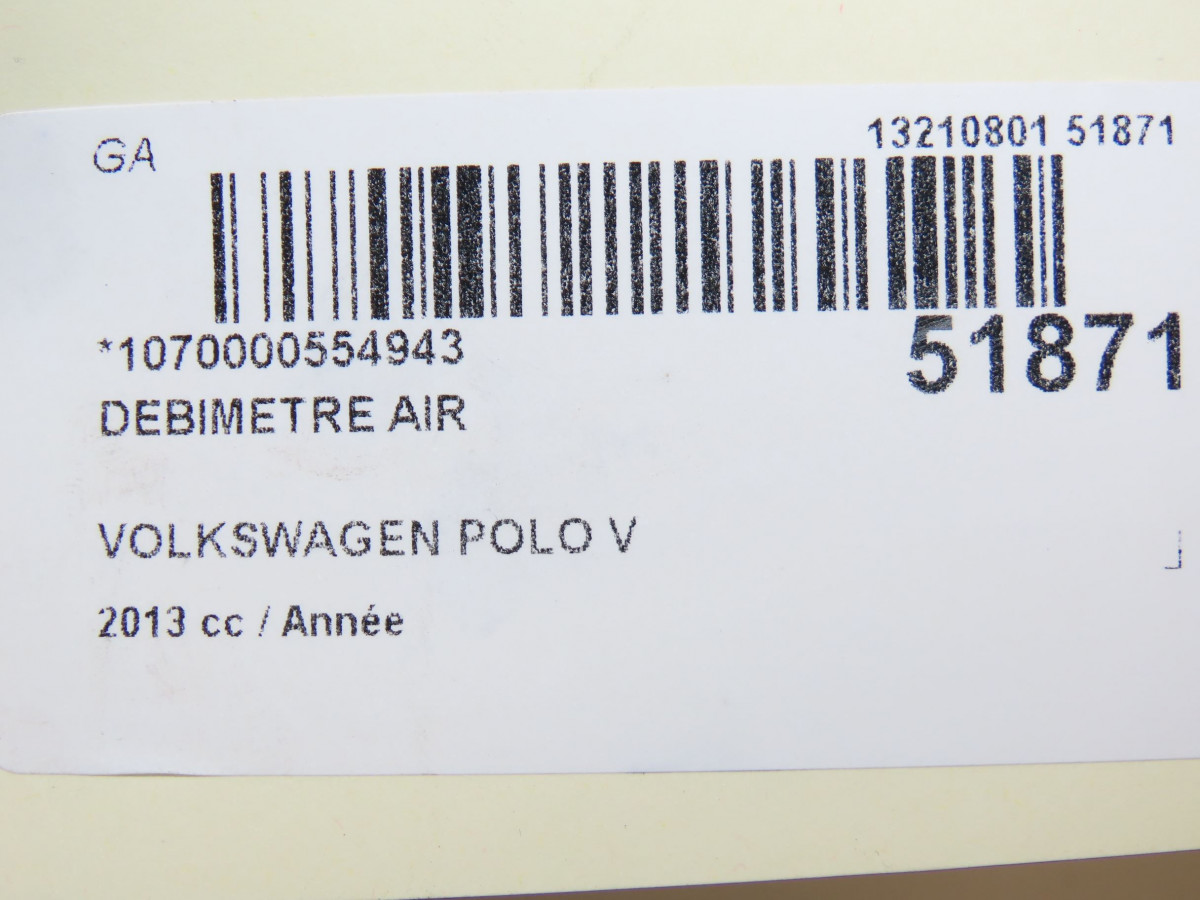 GA
13210801 51871
*1070000554943
51871
DEBIMETRE AIR
VOLKSWAGEN POLO V
2013 cc / Année